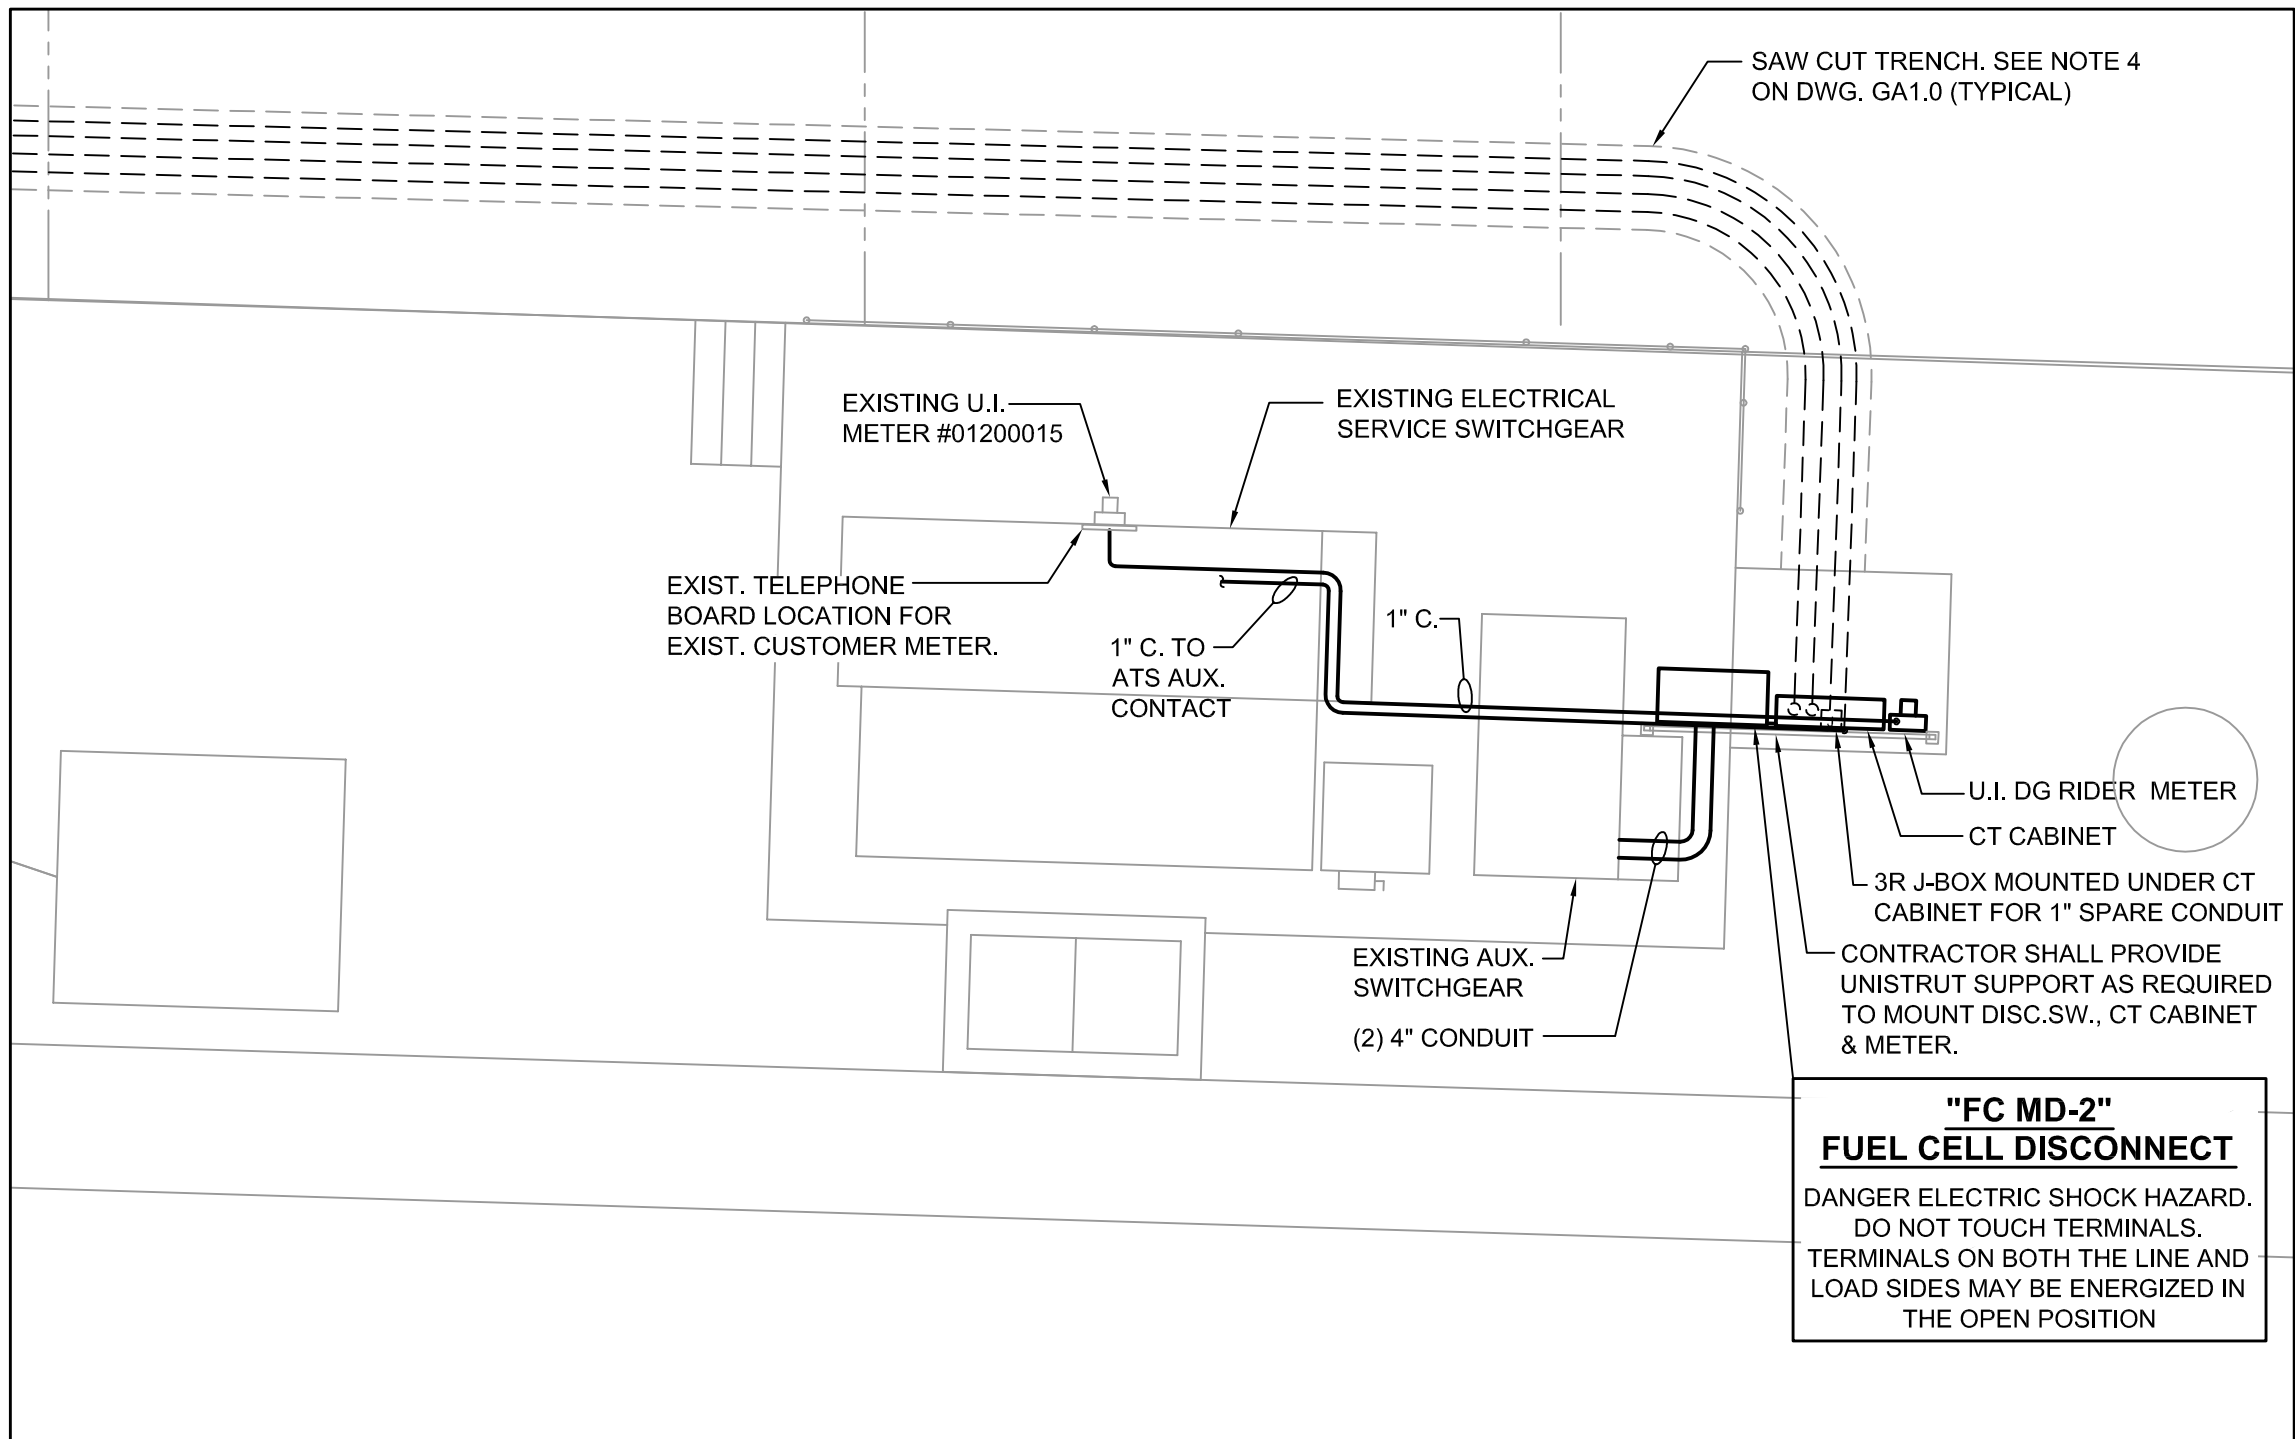 SAW CUT TRENCH. SEE NOTE 4
ON DWG. GA1.0 (TYPICAL)
EXISTING U.I.
METER #01200015
EXISTING ELECTRICAL
SERVICE SWITCHGEAR
EXIST. TELEPHONE
BOARD LOCATION FOR
EXIST. CUSTOMER METER.
1" C. TO
ATS AUX.
CONTACT
1" C.
U.I. DG RIDER METER
CT CABINET
3R J-BOX MOUNTED UNDER CT
CABINET FOR 1" SPARE CONDUIT
CONTRACTOR SHALL PROVIDE
UNISTRUT SUPPORT AS REQUIRED
TO MOUNT DISC.SW., CT CABINET
& METER.
EXISTING AUX.
SWITCHGEAR
(2) 4" CONDUIT
"FC MD-2"
FUEL CELL DISCONNECT
DANGER ELECTRIC SHOCK HAZARD.
DO NOT TOUCH TERMINALS.
TERMINALS ON BOTH THE LINE AND
LOAD SIDES MAY BE ENERGIZED IN
THE OPEN POSITION